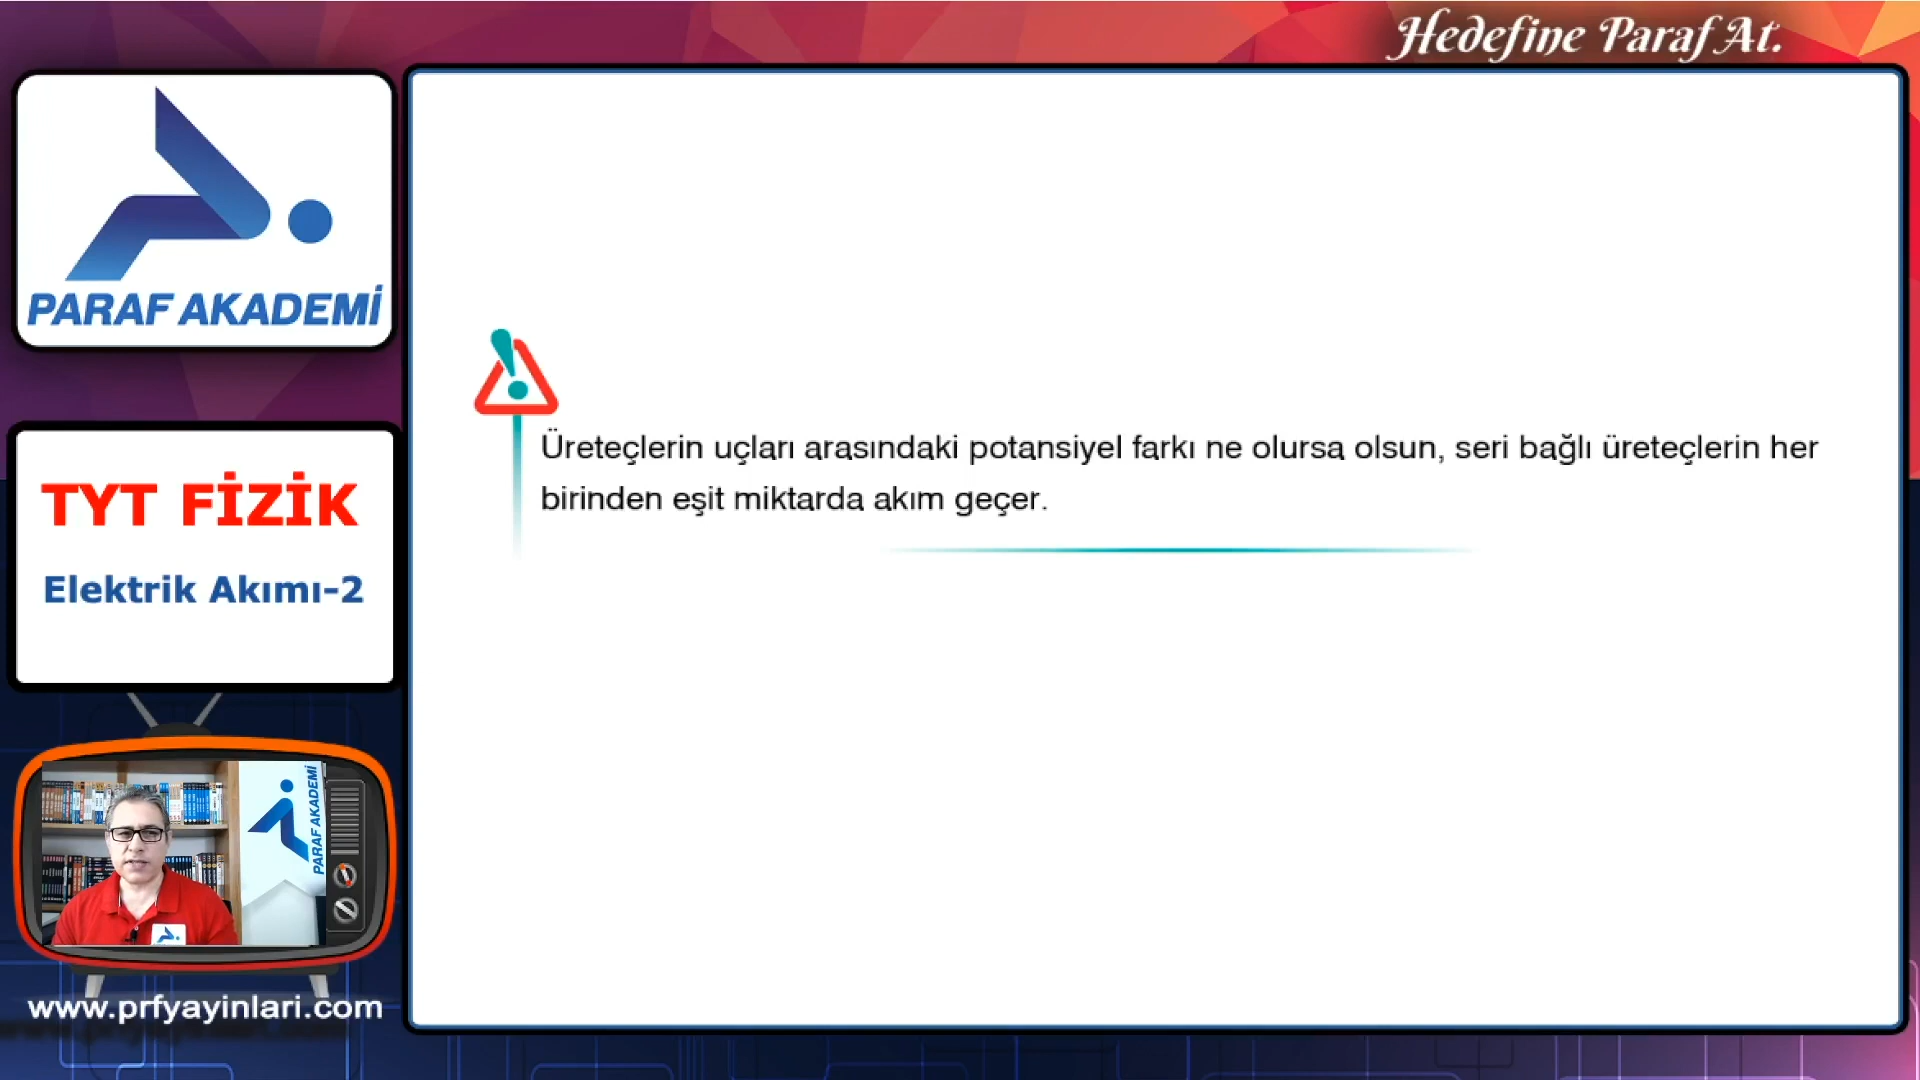 Hedefine Paraf At.
PARAF AKADEMİ
TYT FİZİK
Elektrik Akımı-2
PARAF AKADEMİ
www.prfyayinlari.com
Üreteçlerin uçları arasındaki potansiyel farkı ne olursa olsun, seri bağlı üreteçlerin her
birinden eşit miktarda akım geçer.